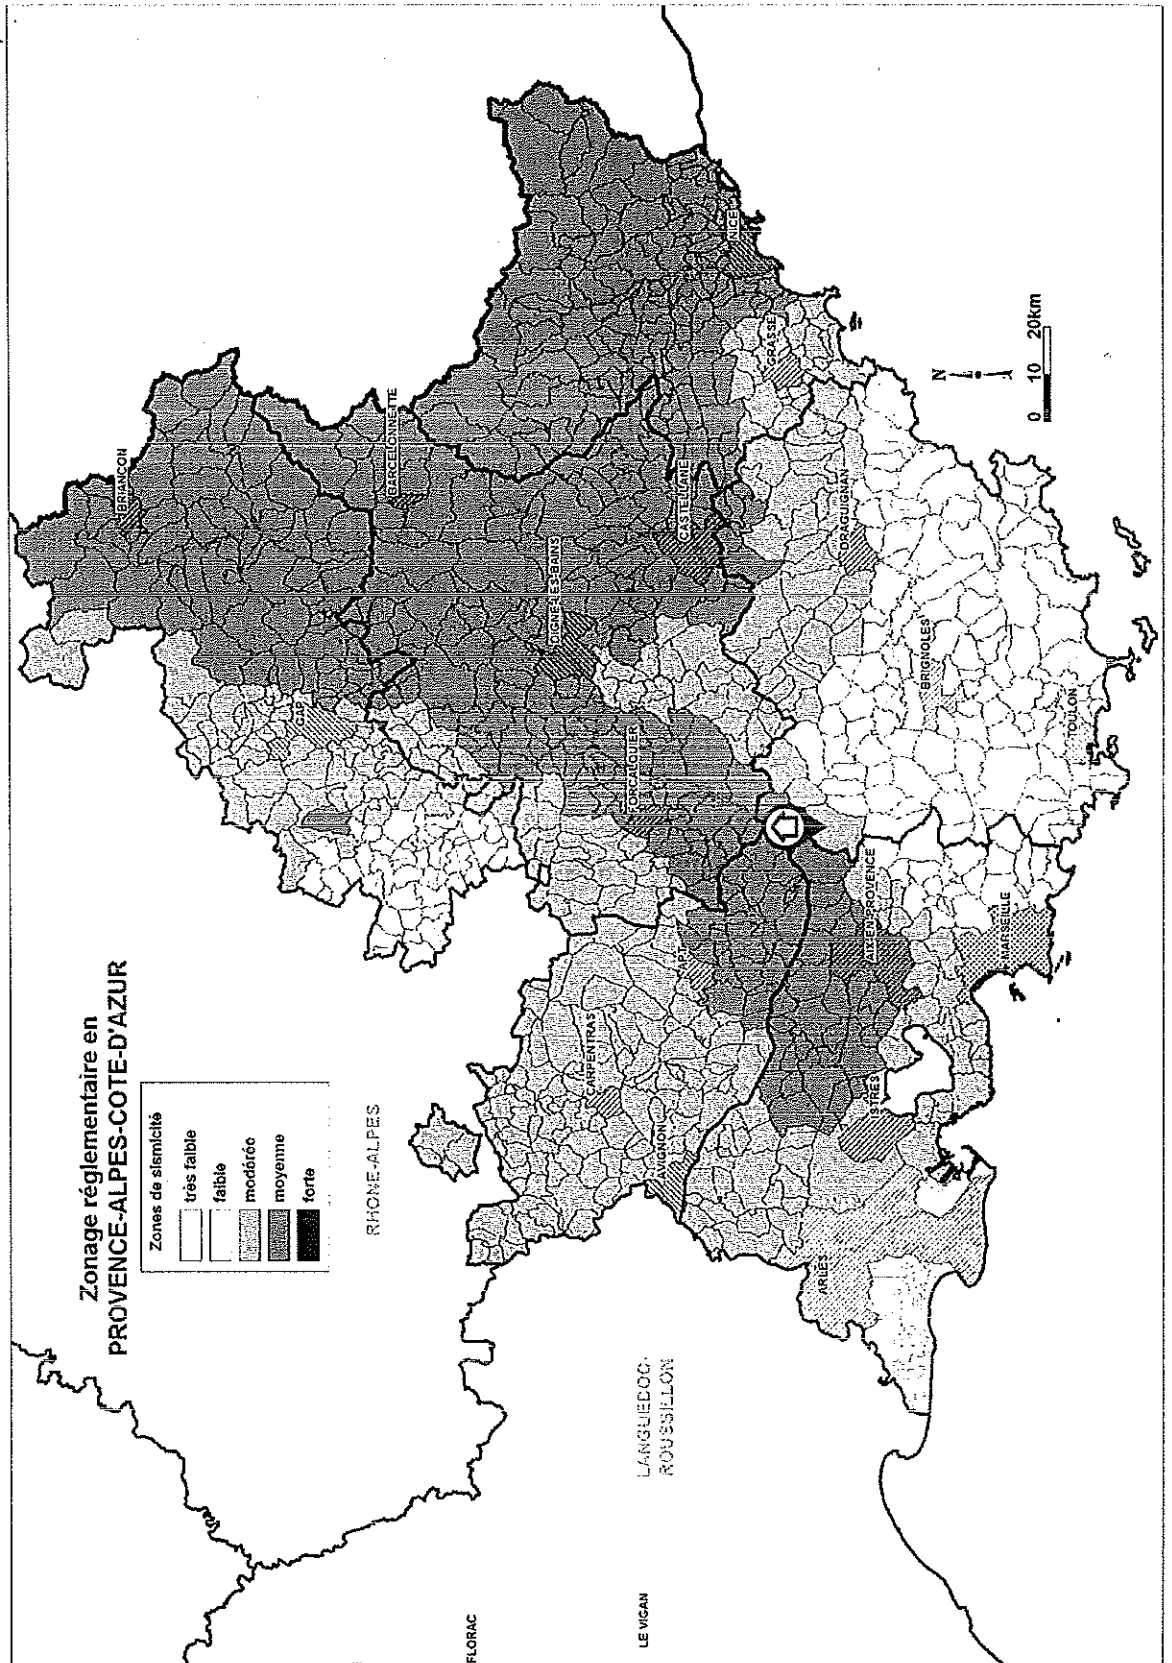 Zonage réglementaire en
PROVENCE-ALPES-COTE-D'AZUR
Zones de sismicité
très faible
faible
modérée
moyenne
forte
RHONE-ALPES
BRIANCON
BARCELONNETTE
GAP
DIGNE-LES-BAINS
FORCALQUIER
CASTELLANE
NICE
GRASSE
DRAGUIGNAN
CARPENTRAS
AVIGNON
APT
ARLES
ISTRES
AIX-EN-PROVENCE
MARSEILLE
BRIGNOLES
TOULON
LANGUEDOC-
ROUSSILLON
FLORAC
LE VIGAN
N
0 10 20km